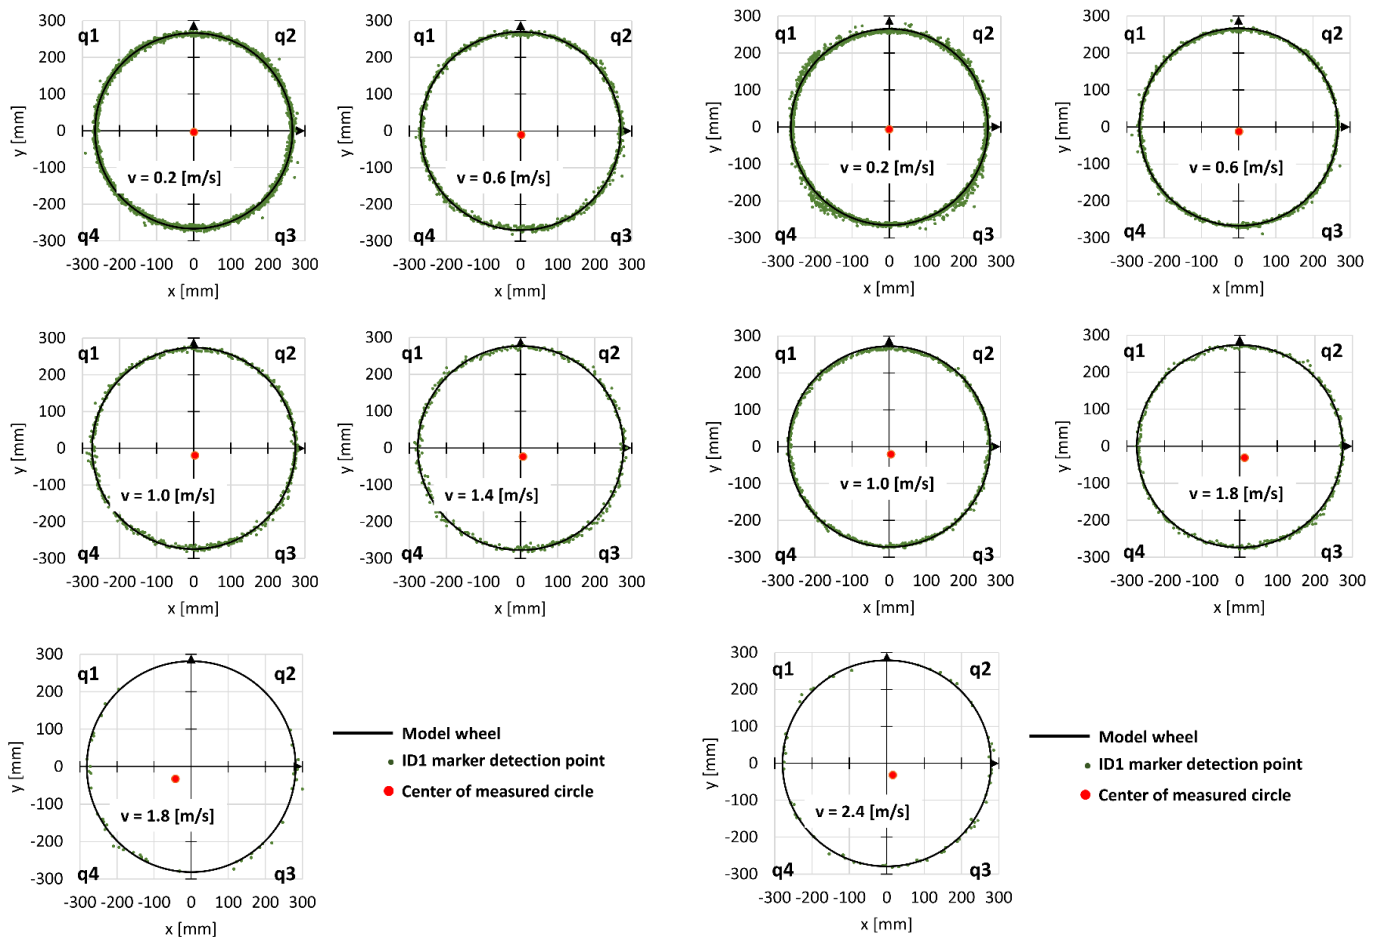 300
q1
q2
200
100
y [mm]
0
-100
v = 0.2 [m/s]
-200
-300
q4
q3
-300 -200 -100 0 100 200 300
x [mm]
300
q1
q2
200
100
y [mm]
0
-100
v = 0.6 [m/s]
-200
-300
q4
q3
-300 -200 -100 0 100 200 300
x [mm]
300
q1
q2
200
100
y [mm]
0
-100
v = 0.2 [m/s]
-200
-300
q4
q3
-300 -200 -100 0 100 200 300
x [mm]
300
q1
q2
200
100
y [mm]
0
-100
v = 0.6 [m/s]
-200
-300
q4
q3
-300 -200 -100 0 100 200 300
x [mm]
300
q1
q2
200
100
y [mm]
0
-100
v = 1.0 [m/s]
-200
-300
q4
q3
-300 -200 -100 0 100 200 300
x [mm]
300
q1
q2
200
100
y [mm]
0
-100
v = 1.4 [m/s]
-200
-300
q4
q3
-300 -200 -100 0 100 200 300
x [mm]
300
q1
q2
200
100
y [mm]
0
-100
v = 1.0 [m/s]
-200
-300
q4
q3
-300 -200 -100 0 100 200 300
x [mm]
300
q1
q2
200
100
y [mm]
0
-100
v = 1.8 [m/s]
-200
-300
q4
q3
-300 -200 -100 0 100 200 300
x [mm]
300
q1
q2
200
100
y [mm]
0
-100
v = 1.8 [m/s]
-200
-300
q4
q3
-300 -200 -100 0 100 200 300
x [mm]
Model wheel
ID1 marker detection point
Center of measured circle
300
q1
q2
200
100
y [mm]
0
-100
v = 2.4 [m/s]
-200
-300
q4
q3
-300 -200 -100 0 100 200 300
x [mm]
Model wheel
ID1 marker detection point
Center of measured circle